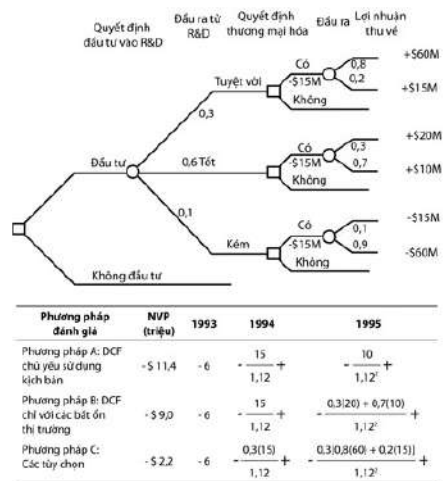 Quyết định
đầu tư vào R&D
Đầu ra từ
R&D
Quyết định
thương mại hóa
Đầu ra
Lợi nhuận
thu về
Tuyệt vời
Có
-$15M
Không
0,8
0,2
+$60M
+$15M
0,3
Đầu tư
0,6 Tốt
Có
-$15M
Không
0,3
0,7
+$20M
+$10M
0,1
Kém
Có
-$15M
Không
0,1
0,9
-$15M
-$60M
Không đầu tư
Phương pháp
đánh giá
NVP
(triệu)
1993
1994
1995
Phương pháp A: DCF
chủ yếu sử dụng
kịch bản
-$ 11,4
- 6
- 15 / 1,12 +
- 10 / 1,12² +
Phương pháp B: DCF
chỉ với các bất ổn
thị trường
-$ 9,0
- 6
- 15 / 1,12 +
- 0,3(20) + 0,7(10) / 1,12² 
Phương pháp C:
Các tùy chọn
-$ 2,2
- 6
- 0,3(15) / 1,12 +
- 0,3[0,8(60) + 0,2(15)] / 1,12² +